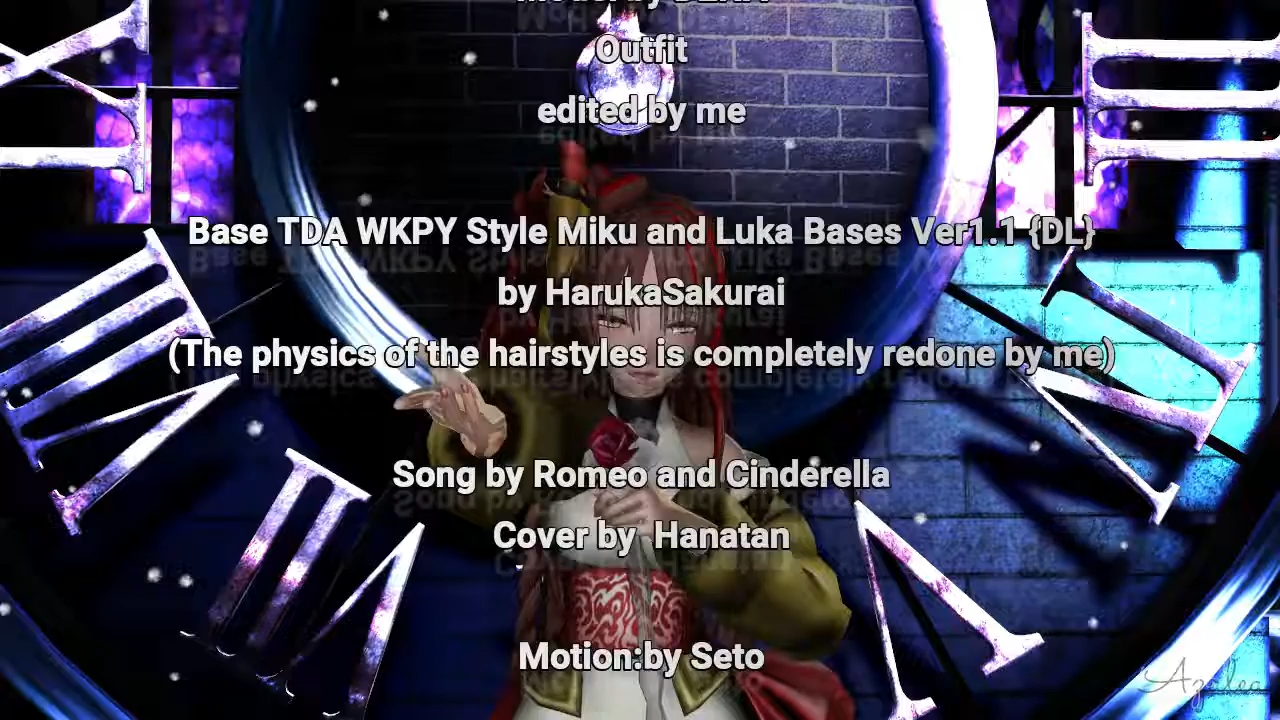 Outfit
edited by me
Base TDA WKPY Style Miku and Luka Bases Ver1.1 {DL}
by HarukaSakurai
(The physics of the hairstyles is completely redone by me)
Song by Romeo and Cinderella
Cover by  Hanatan
Motion:by Seto
Azalea